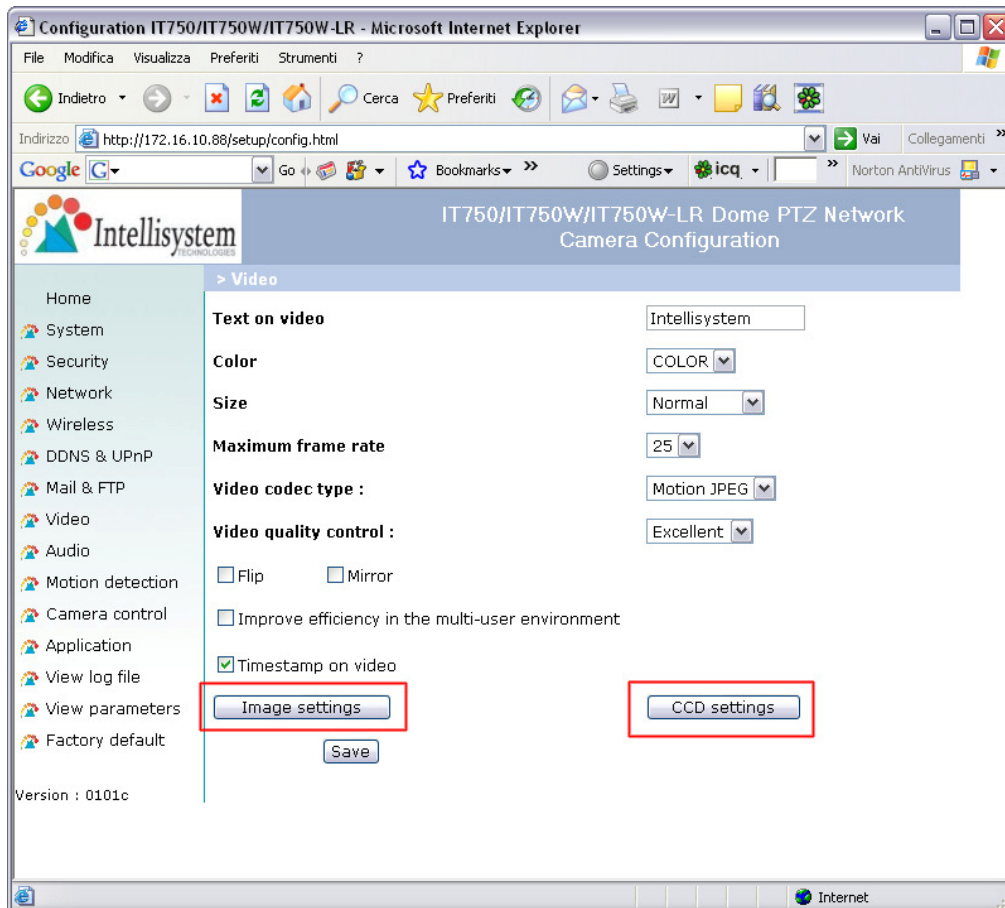 Configuration IT750/IT750W/IT750W-LR - Microsoft Internet Explorer
File Modifica Visualizza Preferiti Strumenti ?
Indietro Cerca Preferiti
Indirizzo http://172.16.10.88/setup/config.html Vai Collegamenti »
Google G Go Bookmarks » Settings icq » Norton AntiVirus
Intellisystem
TECHNOLOGIES
IT750/IT750W/IT750W-LR Dome PTZ Network
Camera Configuration
> Video
Home
System
Security
Network
Wireless
DDNS & UPnP
Mail & FTP
Video
Audio
Motion detection
Camera control
Application
View log file
View parameters
Factory default
Version : 0101c
Text on video Intellisystem
Color COLOR
Size Normal
Maximum frame rate 25
Video codec type : Motion JPEG
Video quality control : Excellent
Flip Mirror
Improve efficiency in the multi-user environment
Timestamp on video
Image settings CCD settings
Save
Internet